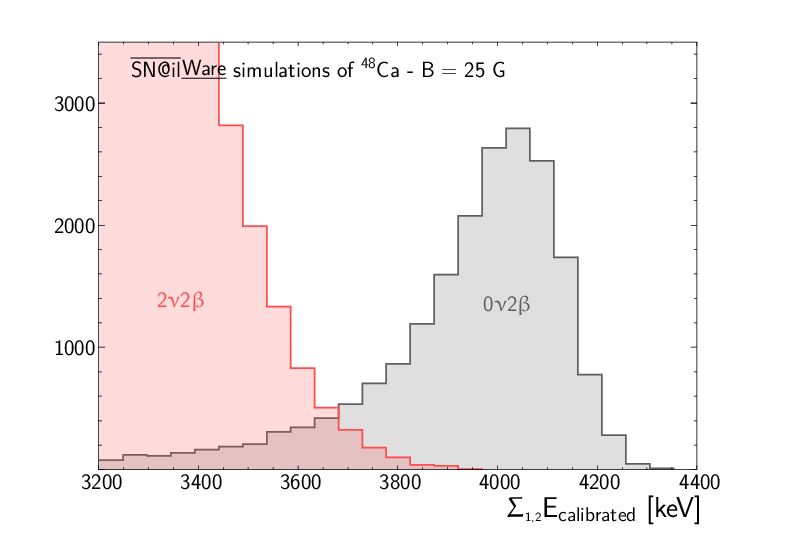 SN@ilWare simulations of ⁴⁸Ca - B = 25 G
3000
2000
1000
2ν2β
0ν2β
3200 3400 3600 3800 4000 4200 4400
Σ₁,₂E_calibrated [keV]